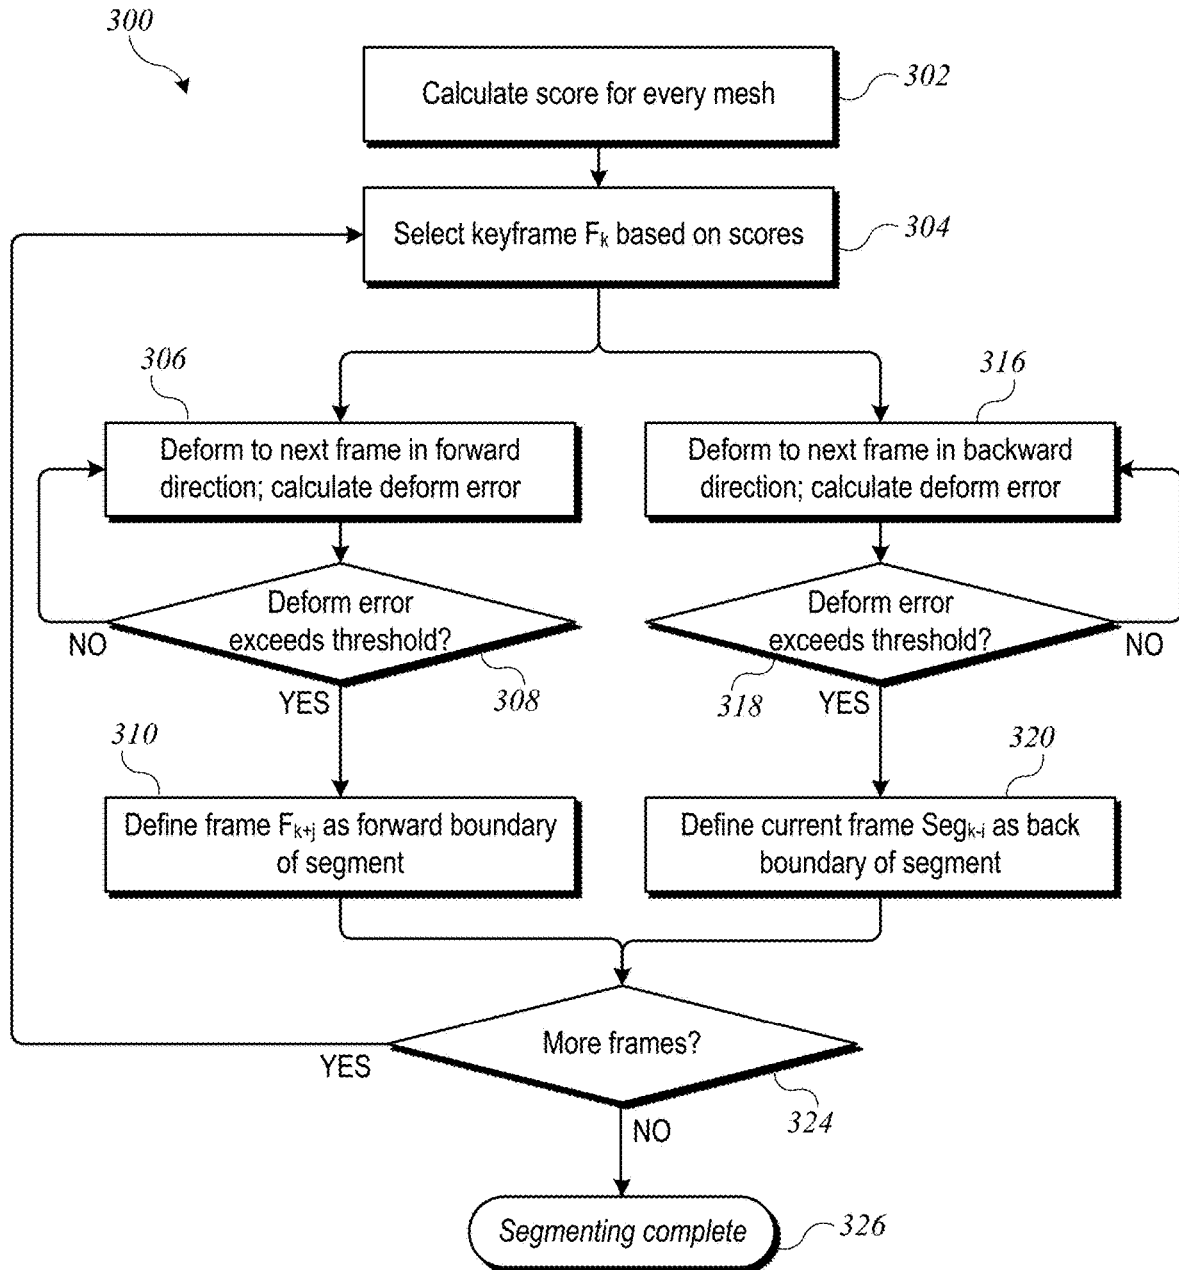 300
Calculate score for every mesh
302
Select keyframe Fk based on scores
304
306
Deform to next frame in forward
direction; calculate deform error
316
Deform to next frame in backward
direction; calculate deform error
Deform error
exceeds threshold?
NO
YES
308
Deform error
exceeds threshold?
NO
318
YES
310
Define frame Fk+j as forward boundary
of segment
320
Define current frame Segk-i as back
boundary of segment
More frames?
YES
324
NO
Segmenting complete
326